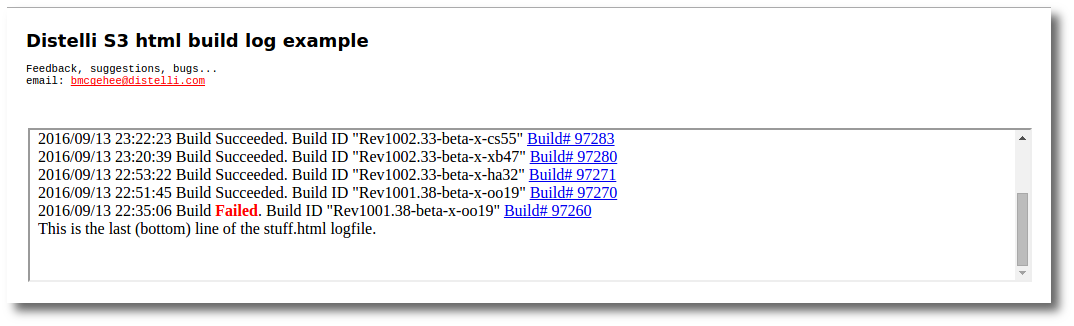 Distelli S3 html build log example
Feedback, suggestions, bugs...
email: bmcgehee@distelli.com
2016/09/13 23:22:23 Build Succeeded. Build ID "Rev1002.33-beta-x-cs55" Build# 97283
2016/09/13 23:20:39 Build Succeeded. Build ID "Rev1002.33-beta-x-xb47" Build# 97280
2016/09/13 22:53:22 Build Succeeded. Build ID "Rev1002.33-beta-x-ha32" Build# 97271
2016/09/13 22:51:45 Build Succeeded. Build ID "Rev1001.38-beta-x-oo19" Build# 97270
2016/09/13 22:35:06 Build Failed. Build ID "Rev1001.38-beta-x-oo19" Build# 97260
This is the last (bottom) line of the stuff.html logfile.